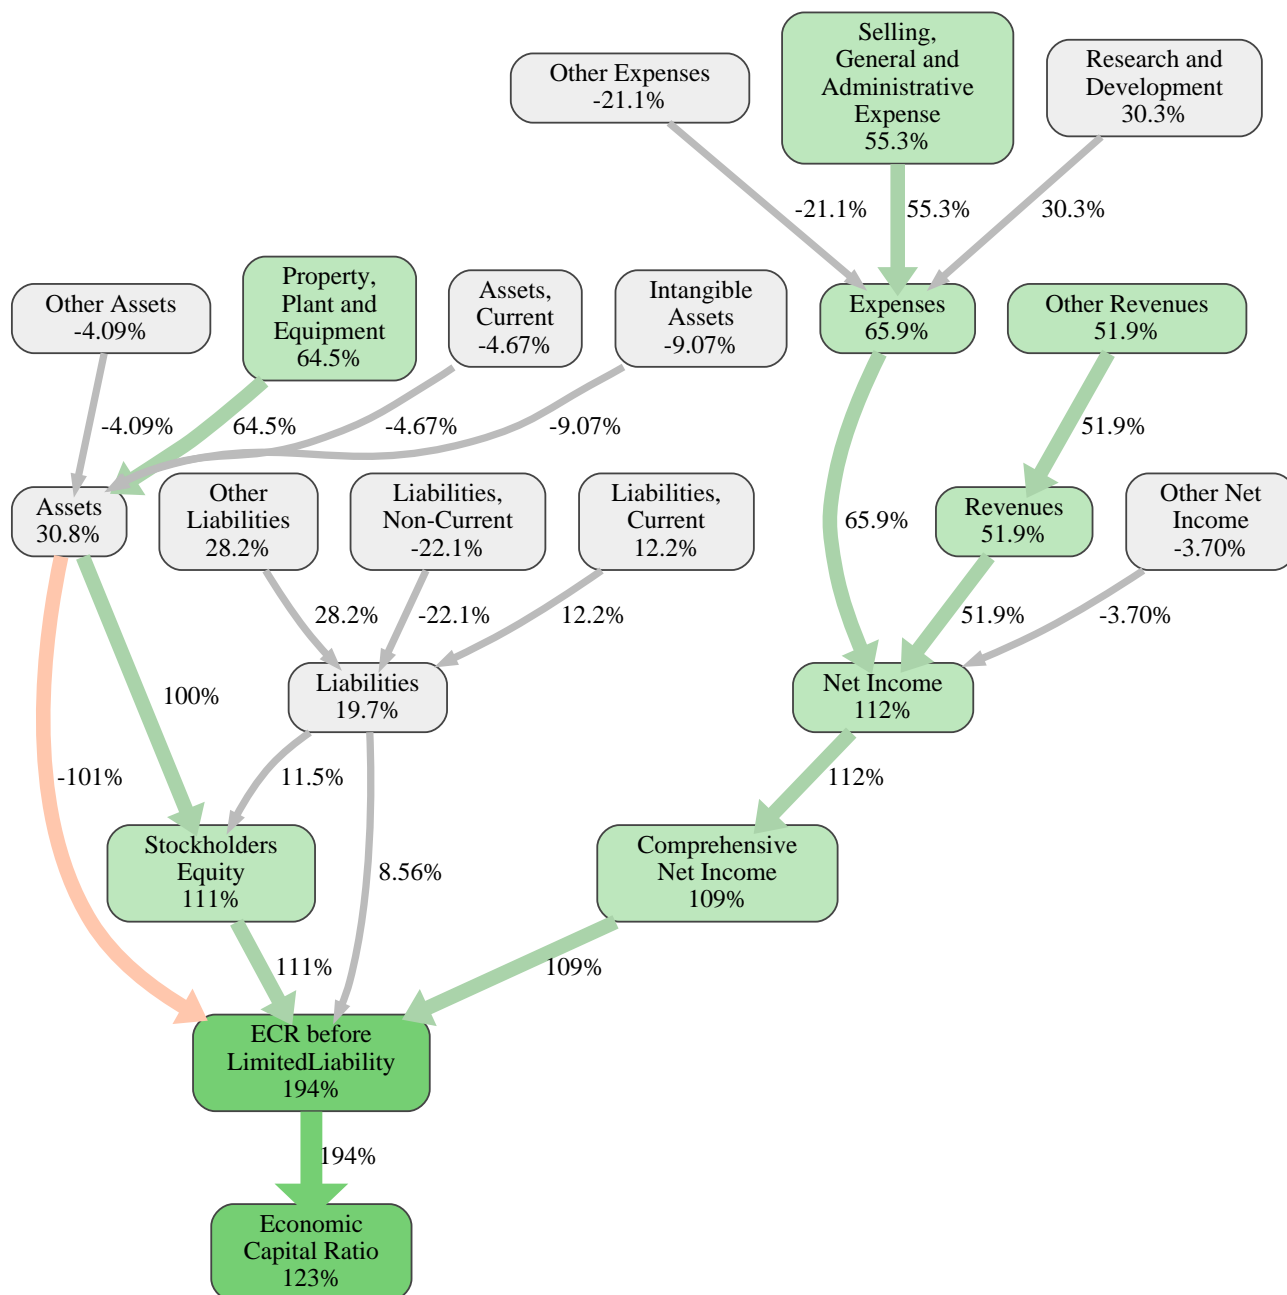 Selling,
General and
Administrative
Expense
55.3%
Other Expenses
-21.1%
Research and
Development
30.3%
-21.1%
55.3%
30.3%
Other Assets
-4.09%
Property,
Plant and
Equipment
64.5%
Assets,
Current
-4.67%
Intangible
Assets
-9.07%
Expenses
65.9%
Other Revenues
51.9%
-4.09%
64.5%
-4.67%
-9.07%
51.9%
Assets
30.8%
Other
Liabilities
28.2%
Liabilities,
Non-Current
-22.1%
Liabilities,
Current
12.2%
65.9%
Revenues
51.9%
Other Net
Income
-3.70%
28.2%
-22.1%
12.2%
51.9%
-3.70%
100%
Liabilities
19.7%
Net Income
112%
-101%
11.5%
112%
Stockholders
Equity
111%
8.56%
Comprehensive
Net Income
109%
111%
109%
ECR before
LimitedLiability
194%
194%
Economic
Capital Ratio
123%